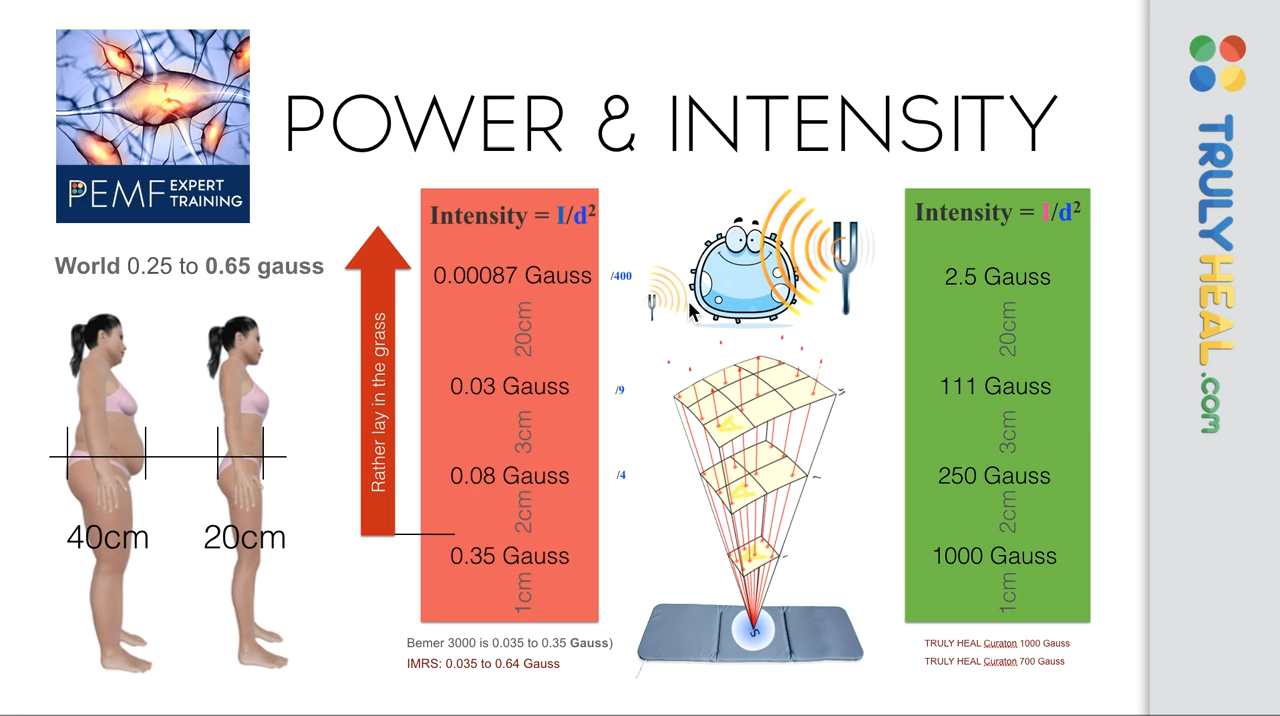 POWER & INTENSITY
PEMF EXPERT TRAINING
World 0.25 to 0.65 gauss
40cm
20cm
Rather lay in the grass
Intensity = I/d²
0.00087 Gauss
20cm
0.03 Gauss
3cm
0.08 Gauss
2cm
0.35 Gauss
1cm
/400
/9
/4
Bemer 3000 is 0.035 to 0.35 Gauss)
IMRS: 0.035 to 0.64 Gauss
A
A
A
S
Intensity = I/d²
2.5 Gauss
20cm
111 Gauss
3cm
250 Gauss
2cm
1000 Gauss
1cm
TRULY HEAL Curaton 1000 Gauss
TRULY HEAL Curaton 700 Gauss
TRULY HEAL.com